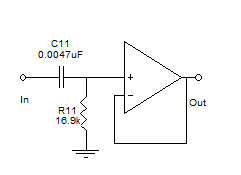 C11
0.0047uF
+
-
In
Out
R11
16.9k